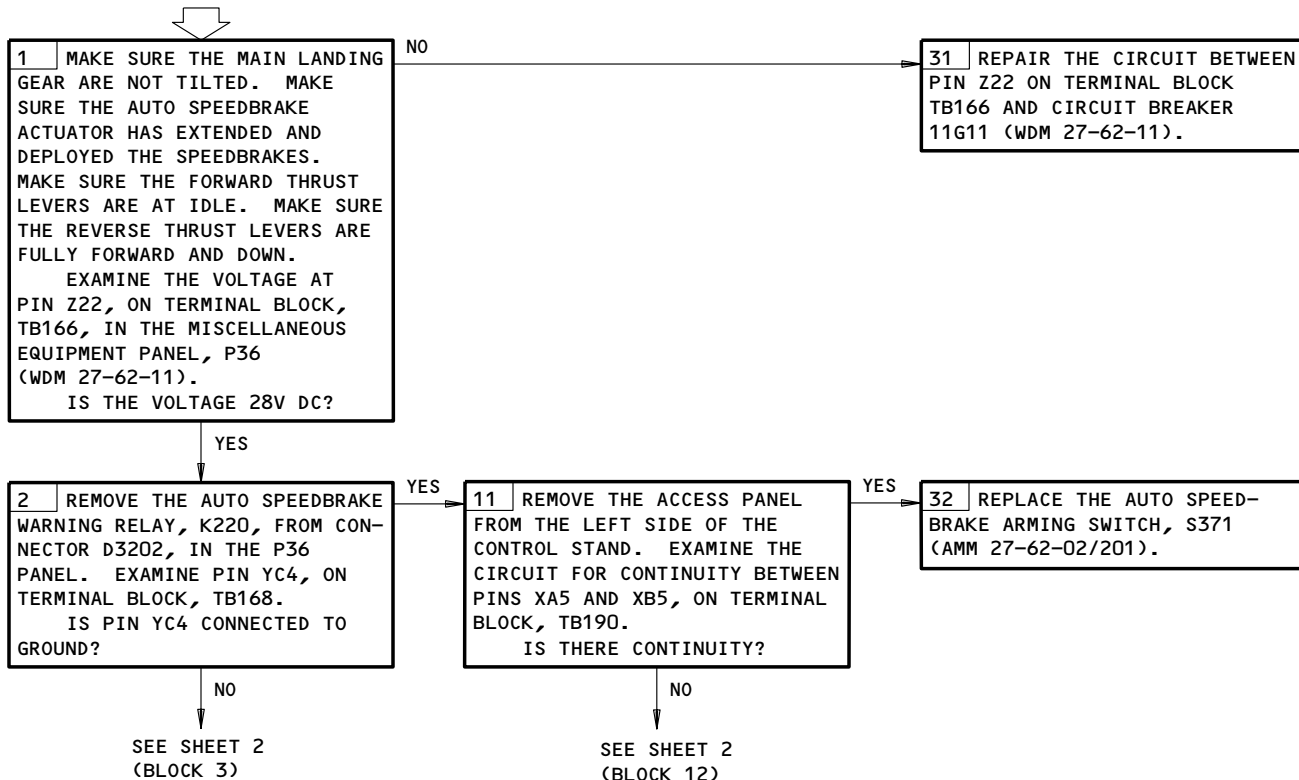 1 MAKE SURE THE MAIN LANDING
GEAR ARE NOT TILTED. MAKE
SURE THE AUTO SPEEDBRAKE
ACTUATOR HAS EXTENDED AND
DEPLOYED THE SPEEDBRAKES.
MAKE SURE THE FORWARD THRUST
LEVERS ARE AT IDLE. MAKE SURE
THE REVERSE THRUST LEVERS ARE
FULLY FORWARD AND DOWN.
EXAMINE THE VOLTAGE AT
PIN Z22, ON TERMINAL BLOCK,
TB166, IN THE MISCELLANEOUS
EQUIPMENT PANEL, P36
(WDM 27-62-11).
IS THE VOLTAGE 28V DC?
NO
31 REPAIR THE CIRCUIT BETWEEN
PIN Z22 ON TERMINAL BLOCK
TB166 AND CIRCUIT BREAKER
11G11 (WDM 27-62-11).
YES
2 REMOVE THE AUTO SPEEDBRAKE
WARNING RELAY, K220, FROM CON-
NECTOR D3202, IN THE P36
PANEL. EXAMINE PIN YC4, ON
TERMINAL BLOCK, TB168.
IS PIN YC4 CONNECTED TO
GROUND?
YES
11 REMOVE THE ACCESS PANEL
FROM THE LEFT SIDE OF THE
CONTROL STAND. EXAMINE THE
CIRCUIT FOR CONTINUITY BETWEEN
PINS XA5 AND XB5, ON TERMINAL
BLOCK, TB190.
IS THERE CONTINUITY?
YES
32 REPLACE THE AUTO SPEED-
BRAKE ARMING SWITCH, S371
(AMM 27-62-02/201).
NO
SEE SHEET 2
(BLOCK 3)
NO
SEE SHEET 2
(BLOCK 12)